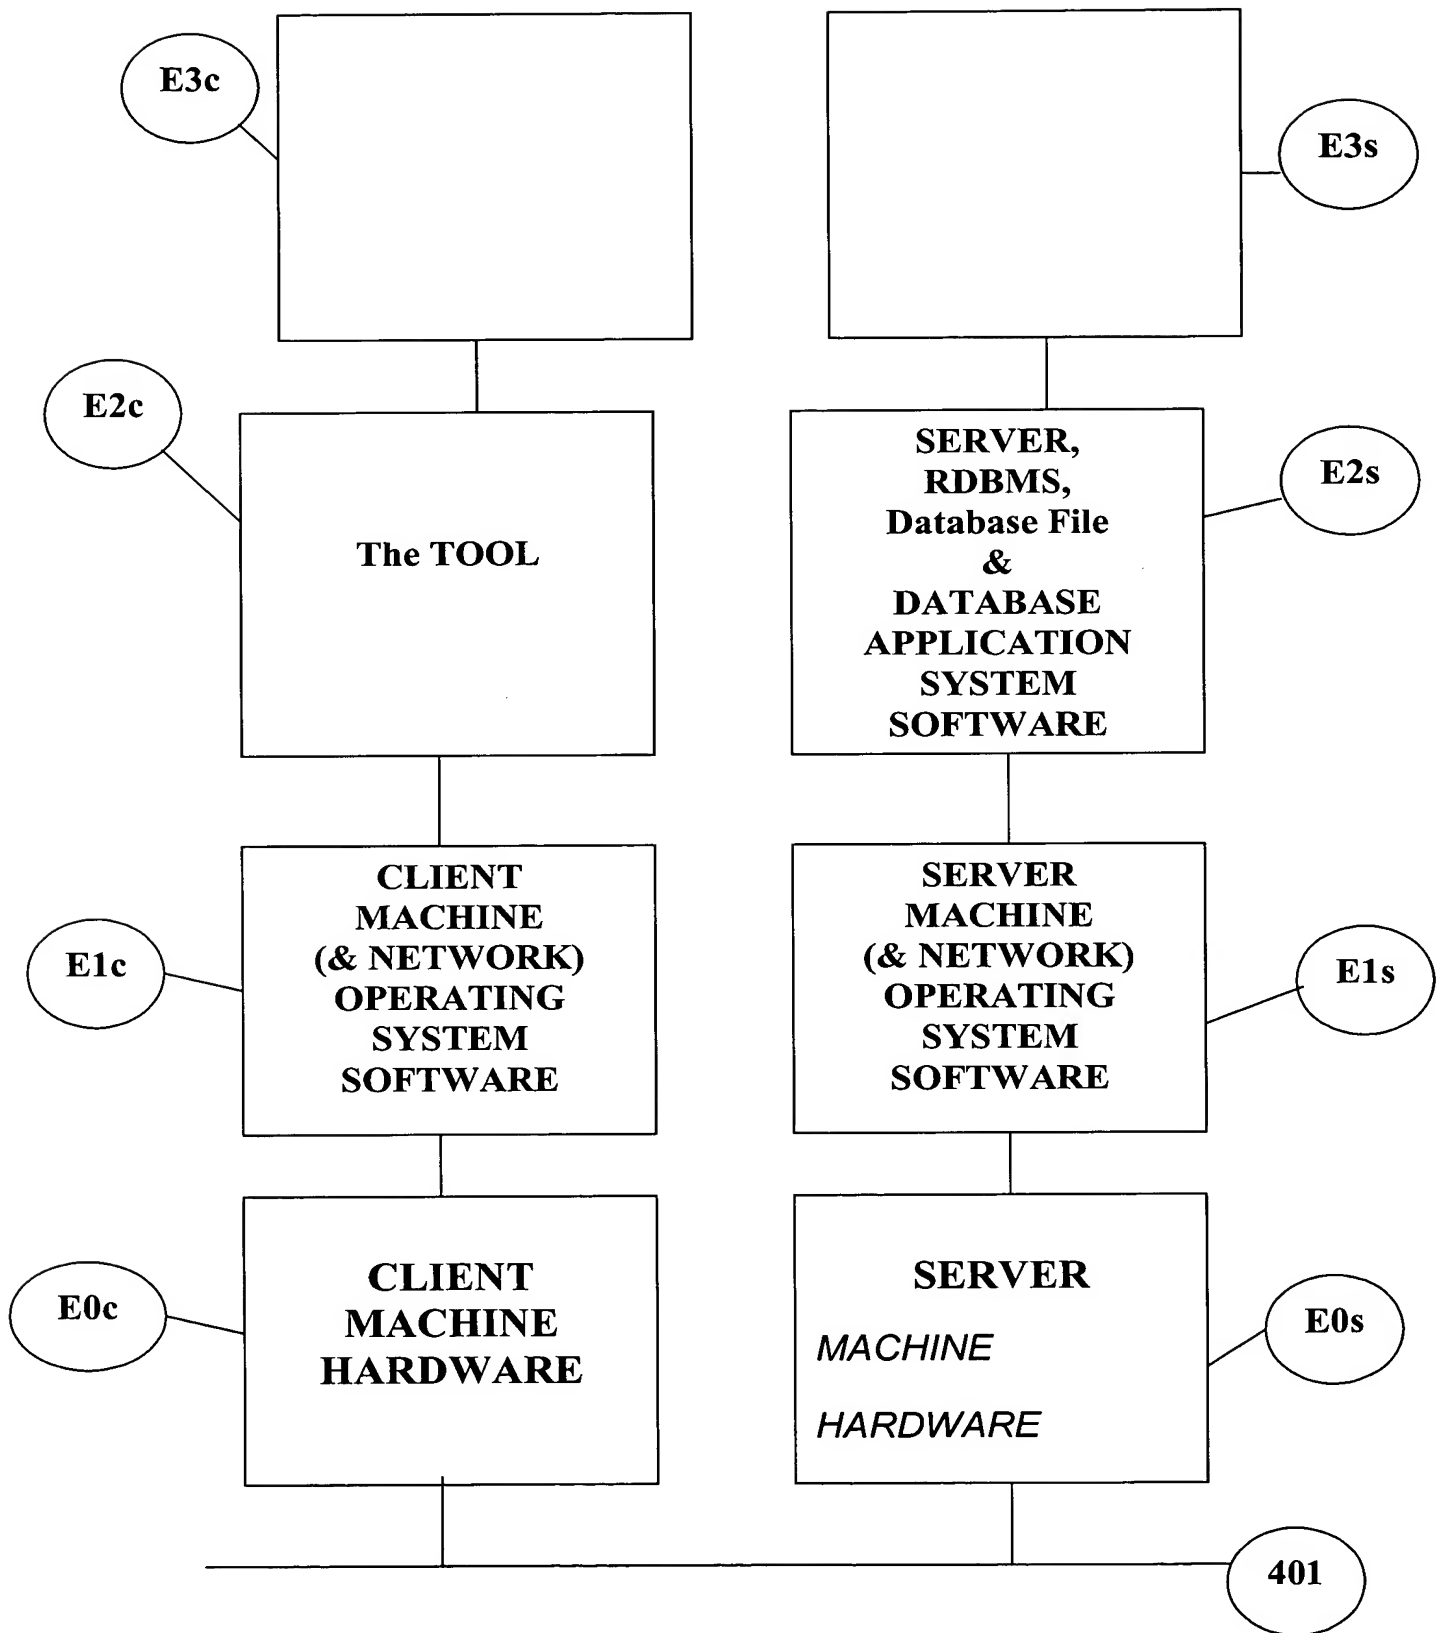 E3c
E3s
E2c
The TOOL
SERVER,
RDBMS,
Database File
&
DATABASE
APPLICATION
SYSTEM
SOFTWARE
E2s
E1c
CLIENT
MACHINE
(& NETWORK)
OPERATING
SYSTEM
SOFTWARE
SERVER
MACHINE
(& NETWORK)
OPERATING
SYSTEM
SOFTWARE
E1s
E0c
CLIENT
MACHINE
HARDWARE
SERVER
MACHINE
HARDWARE
E0s
401